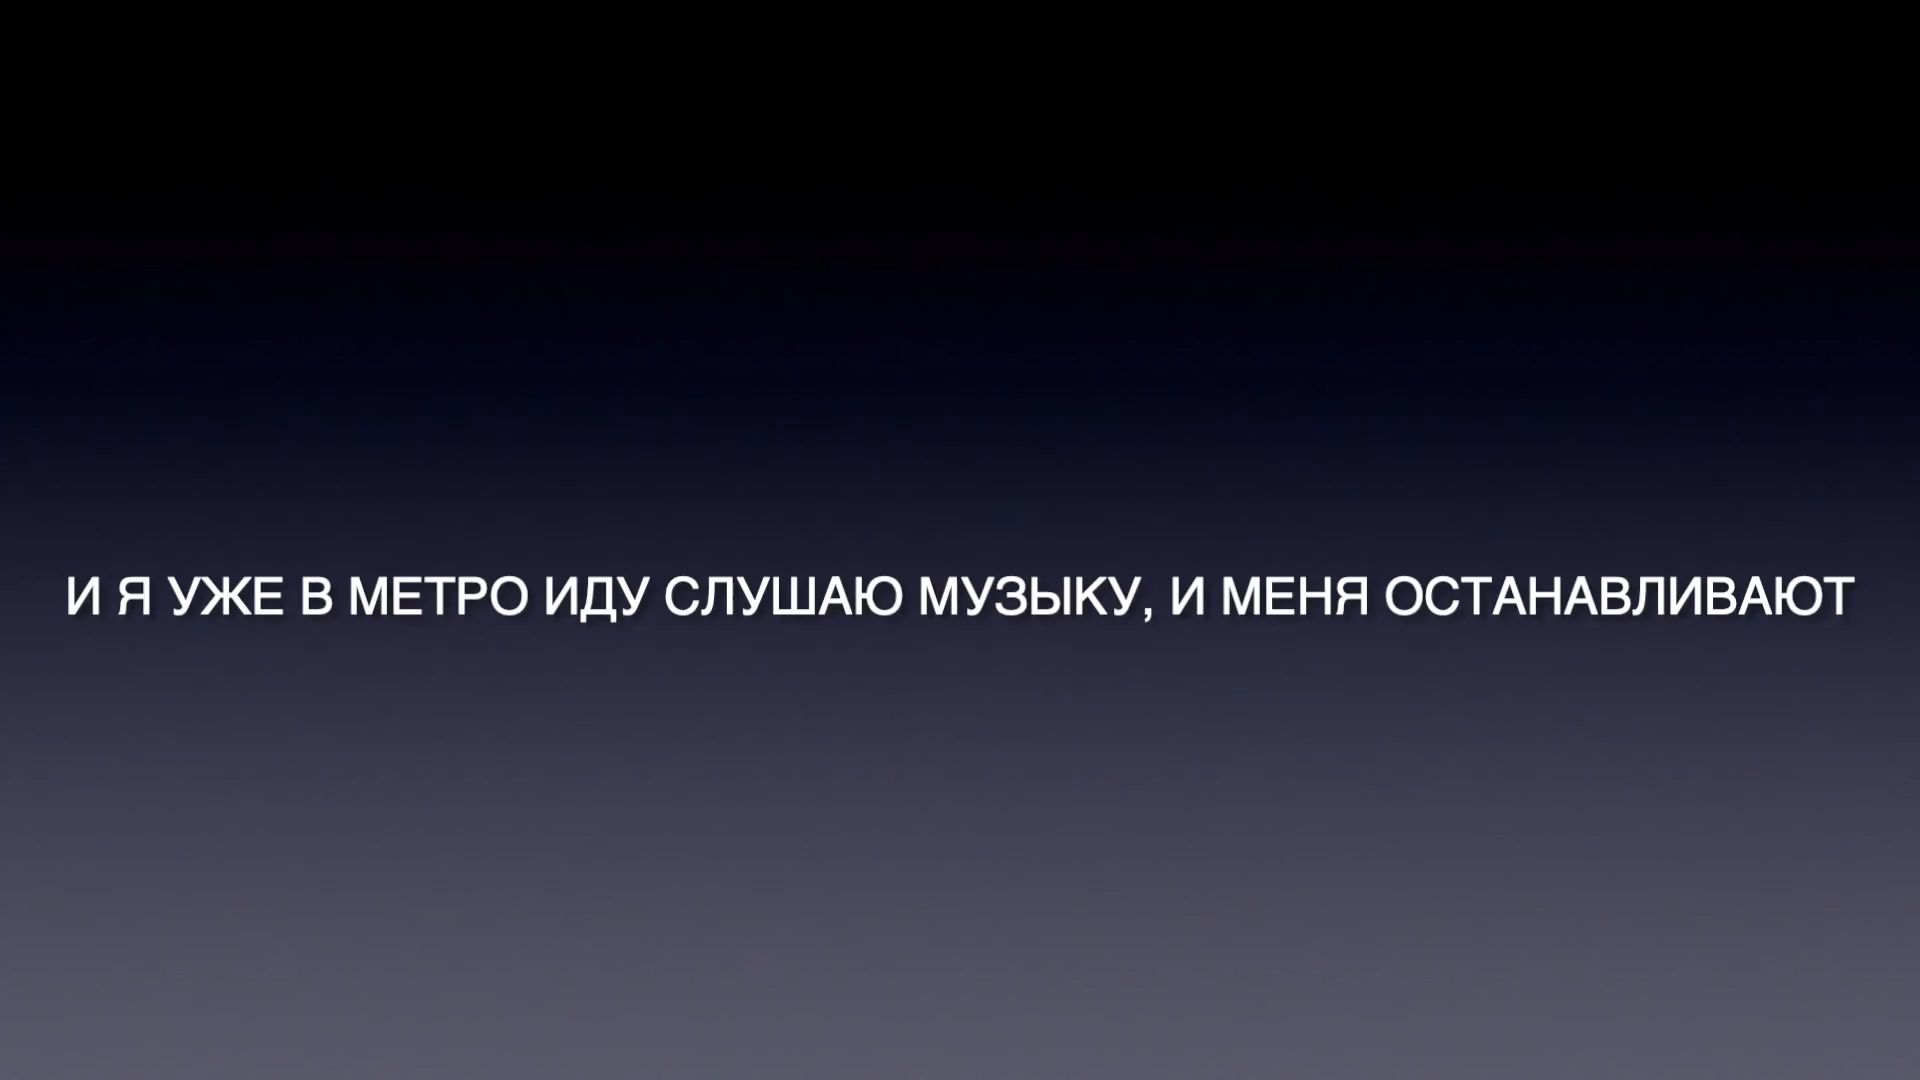 И Я УЖЕ В МЕТРО ИДУ СЛУШАЮ МУЗЫКУ, И МЕНЯ ОСТАНАВЛИВАЮТ